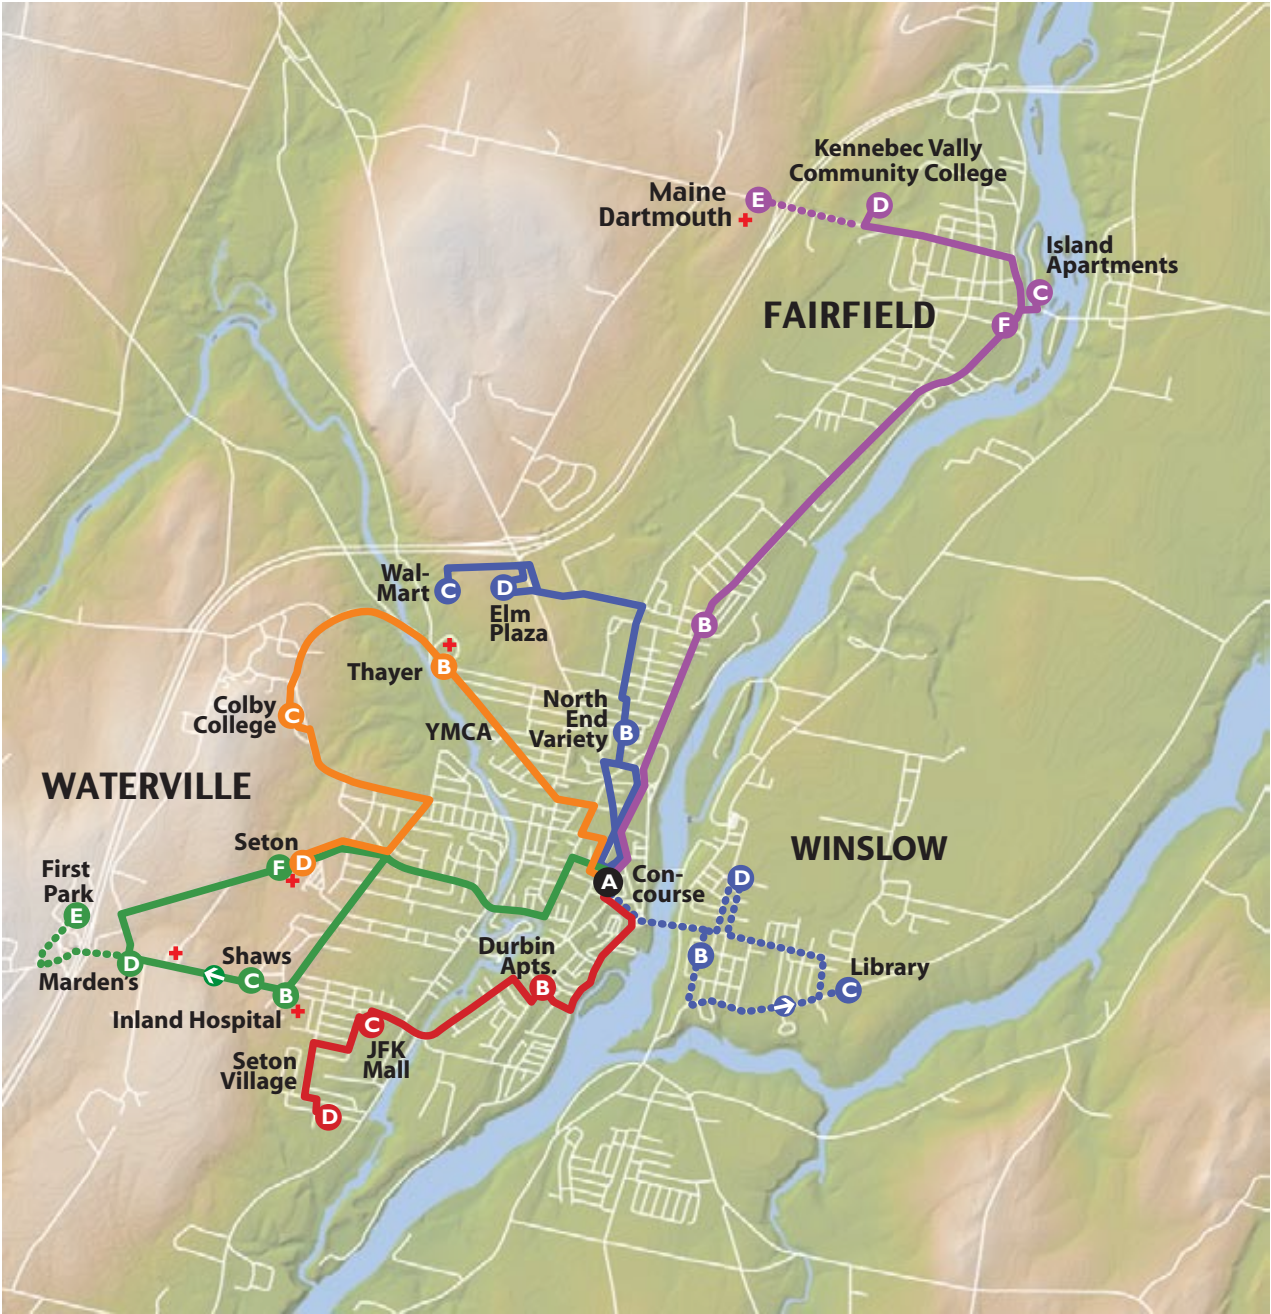 Kennebec Vally
Community College
Maine
Dartmouth
E
D
Island
Apartments
C
FAIRFIELD
F
Wal-
Mart
C
D
Elm
Plaza
B
Thayer
B
Colby
College
C
North
End
Variety
B
YMCA
WATERVILLE
Seton
F
D
WINSLOW
First
Park
E
A
Con-
course
D
Durbin
Apts.
B
Shaws
C
B
D
Marden's
B
Library
C
Inland Hospital
C
JFK
Mall
Seton
Village
D